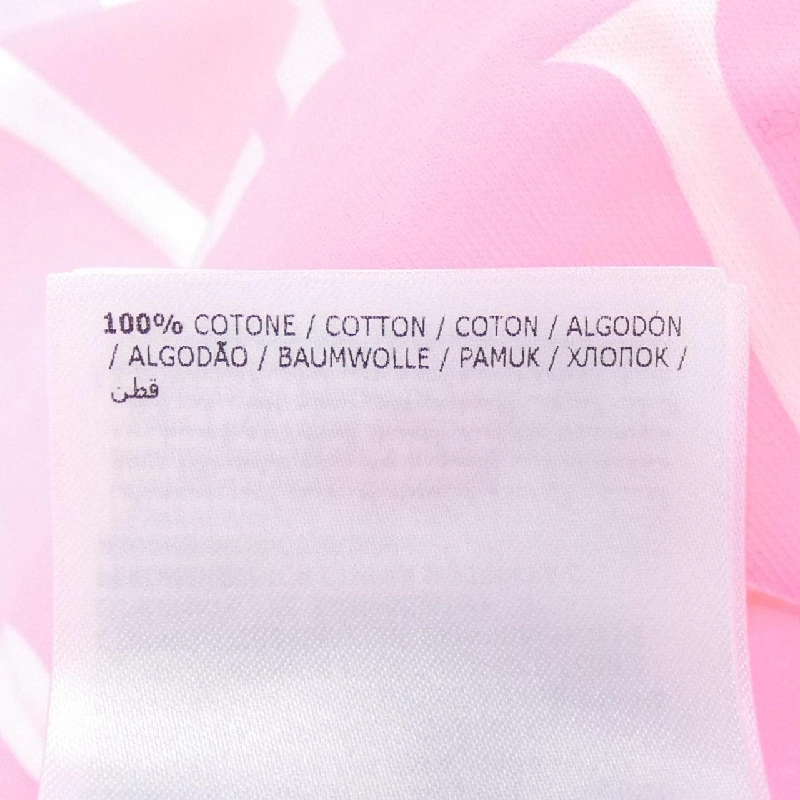 100% COTONE / COTTON / COTON / ALGODÓN
/ ALGODÃO / BAUMWOLLE / PAMUK / ХЛОПОК /
قطن